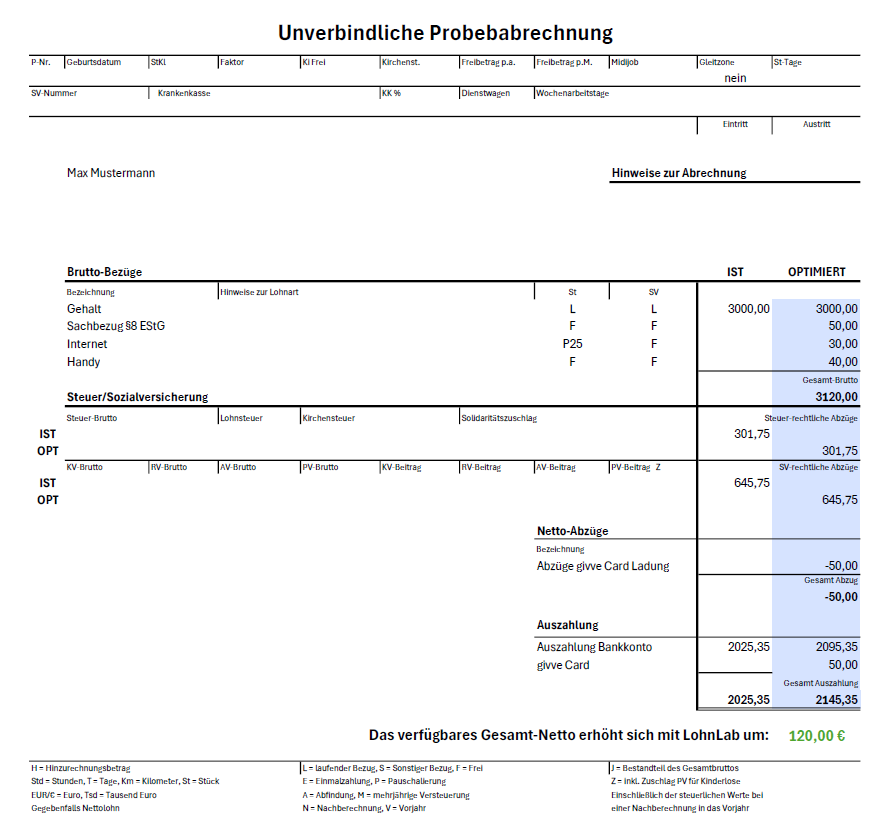 Unverbindliche Probebabrechnung
P-Nr. Geburtsdatum StKl Faktor Ki Frei Kirchenst. Freibetrag p.a. Freibetrag p.M. Midijob Gleitzone St-Tage
nein
SV-Nummer Krankenkasse KK % Dienstwagen Wochenarbeitstage
Eintritt Austritt
Max Mustermann Hinweise zur Abrechnung
Brutto-Bezüge IST OPTIMIERT
Bezeichnung Hinweise zur Lohnart St SV
Gehalt L L 3000,00 3000,00
Sachbezug §8 EStG F F 50,00
Internet P25 F 30,00
Handy F F 40,00
Gesamt-Brutto
Steuer/Sozialversicherung 3120,00
Steuer-Brutto Lohnsteuer Kirchensteuer Solidaritätszuschlag Steuer-rechtliche Abzüge
IST 301,75
OPT 301,75
KV-Brutto RV-Brutto AV-Brutto PV-Brutto KV-Beitrag RV-Beitrag AV-Beitrag PV-Beitrag Z SV-rechtliche Abzüge
IST 645,75
OPT 645,75
Netto-Abzüge
Bezeichnung
Abzüge givve Card Ladung -50,00
Gesamt Abzug
-50,00
Auszahlung
Auszahlung Bankkonto 2025,35 2095,35
givve Card 50,00
Gesamt Auszahlung
2025,35 2145,35
Das verfügbares Gesamt-Netto erhöht sich mit LohnLab um: 120,00 €
H = Hinzurechnungsbetrag L = laufender Bezug, S = Sonstiger Bezug, F = Frei J = Bestandteil des Gesamtbruttos
Std = Stunden, T = Tage, Km = Kilometer, St = Stück E = Einmalzahlung, P = Pauschalierung Z = inkl. Zuschlag PV für Kinderlose
EUR/€ = Euro, Tsd = Tausend Euro A = Abfindung, M = mehrjährige Versteuerung Einschließlich der steuerlichen Werte bei
Gegebenfalls Nettolohn N = Nachberechnung, V = Vorjahr einer Nachberechnung in das Vorjahr